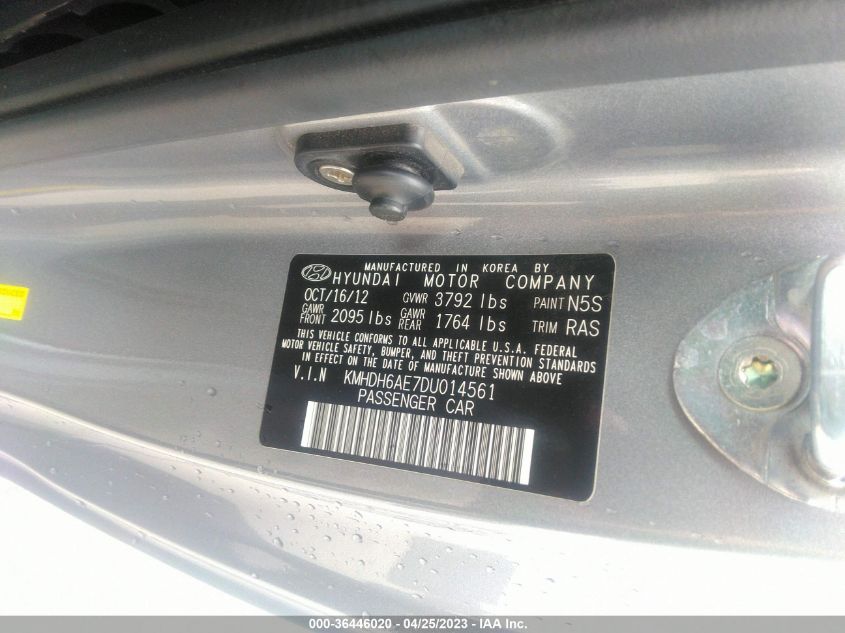 MANUFACTURED IN KOREA BY
HYUNDAI MOTOR COMPANY
OCT/16/12 GVWR 3792 lbs PAINT N5S
GAWR FRONT 2095 lbs GAWR REAR 1764 lbs TRIM RAS
THIS VEHICLE CONFORMS TO ALL APPLICABLE U.S.A. FEDERAL
MOTOR VEHICLE SAFETY, BUMPER, AND THEFT PREVENTION STANDARDS
IN EFFECT ON THE DATE OF MANUFACTURE SHOWN ABOVE
V.I.N KMHDH6AE7DU014561
PASSENGER CAR
000-36446020 - 04/25/2023 - IAA Inc.